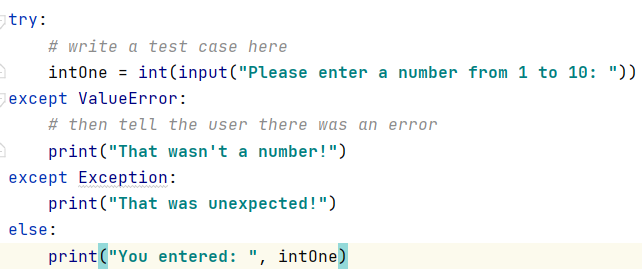 try:
    # write a test case here
    intOne = int(input("Please enter a number from 1 to 10: "))
except ValueError:
    # then tell the user there was an error
    print("That wasn't a number!")
except Exception:
    print("That was unexpected!")
else:
    print("You entered: ", intOne)